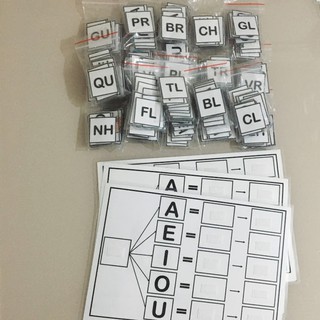 GU PR BR CH GL
QU TR VR
NH FL TL BL CL
A
A
A =
E =
I =
O =
U =